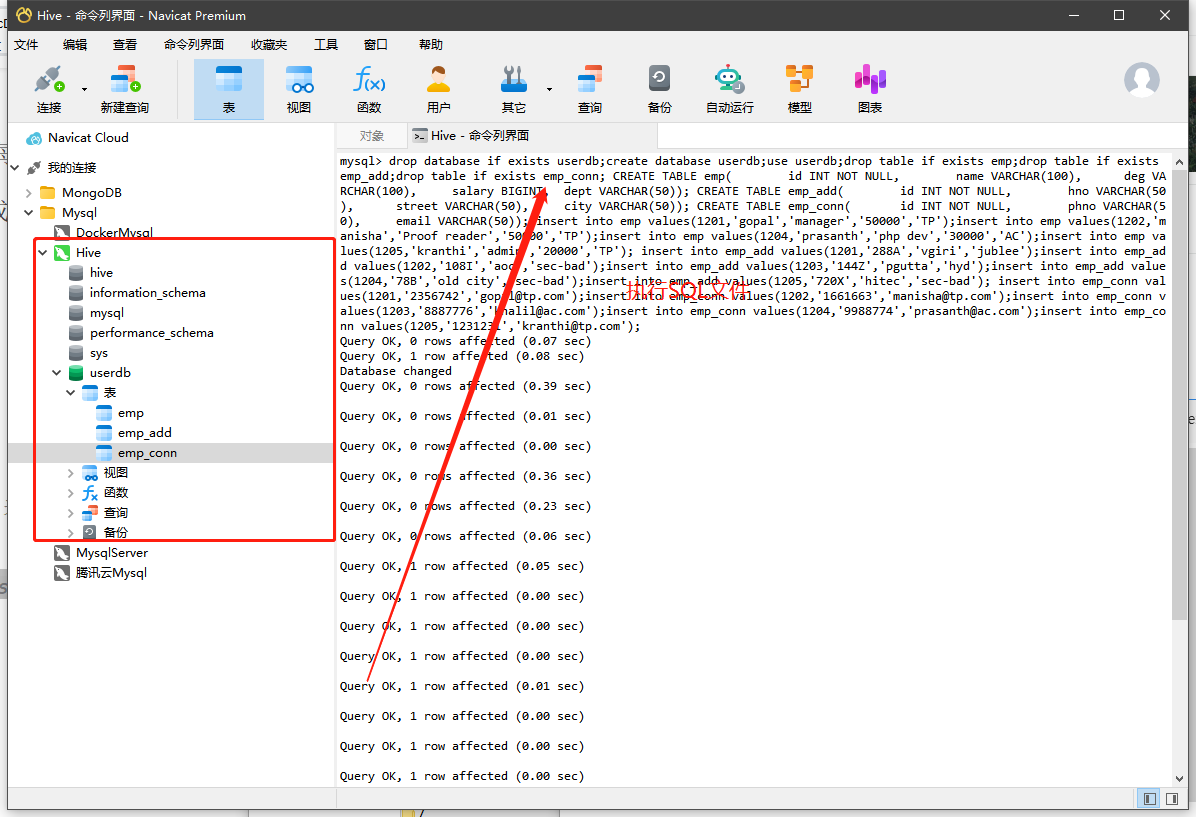 Hive - 命令列界面 - Navicat Premium
文件 编辑 查看 命令列界面 收藏夹 工具 窗口 帮助
连接 新建查询 表 视图 函数 用户 其它 查询 备份 自动运行 模型 图表
Navicat Cloud
我的连接
MongoDB
Mysql
DockerMysql
Hive
hive
information_schema
mysql
performance_schema
sys
userdb
表
emp
emp_add
emp_conn
视图
函数
查询
备份
MysqlServer
腾讯云Mysql
对象 Hive - 命令列界面
mysql> drop database if exists userdb;create database userdb;use userdb;drop table if exists emp;drop table if exists
emp_add;drop table if exists emp_conn; CREATE TABLE emp( id INT NOT NULL, name VARCHAR(100), deg VA
RCHAR(100), salary BIGINT, dept VARCHAR(50)); CREATE TABLE emp_add( id INT NOT NULL, hno VARCHAR(50
), street VARCHAR(50), city VARCHAR(50)); CREATE TABLE emp_conn( id INT NOT NULL, phno VARCHAR(5
0), email VARCHAR(50)); insert into emp values(1201,'gopal','manager','50000','TP');insert into emp values(1202,'m
anisha','Proof reader','50000','TP');insert into emp values(1204,'prasanth','php dev','30000','AC');insert into emp va
lues(1205,'kranthi','admin','20000','TP'); insert into emp_add values(1201,'288A','vgiri','jublee');insert into emp_ad
d values(1202,'108I','aoc','sec-bad');insert into emp_add values(1203,'144Z','pgutta','hyd');insert into emp_add value
s(1204,'78B','old city','sec-bad');insert into emp_add values(1205,'720X','hitec','sec-bad'); insert into emp_conn val
ues(1201,'2356742','gopal@tp.com');insert into emp_conn values(1202,'1661663','manisha@tp.com');insert into emp_conn v
alues(1203,'8887776','khalil@ac.com');insert into emp_conn values(1204,'9988774','prasanth@ac.com');insert into emp_co
nn values(1205,'1231231','kranthi@tp.com');
执行SQL文件
Query OK, 0 rows affected (0.07 sec)
Query OK, 1 row affected (0.08 sec)
Database changed
Query OK, 0 rows affected (0.39 sec)
Query OK, 0 rows affected (0.01 sec)
Query OK, 0 rows affected (0.00 sec)
Query OK, 0 rows affected (0.36 sec)
Query OK, 0 rows affected (0.23 sec)
Query OK, 0 rows affected (0.06 sec)
Query OK, 1 row affected (0.05 sec)
Query OK, 1 row affected (0.00 sec)
Query OK, 1 row affected (0.00 sec)
Query OK, 1 row affected (0.00 sec)
Query OK, 1 row affected (0.01 sec)
Query OK, 1 row affected (0.00 sec)
Query OK, 1 row affected (0.00 sec)
Query OK, 1 row affected (0.00 sec)